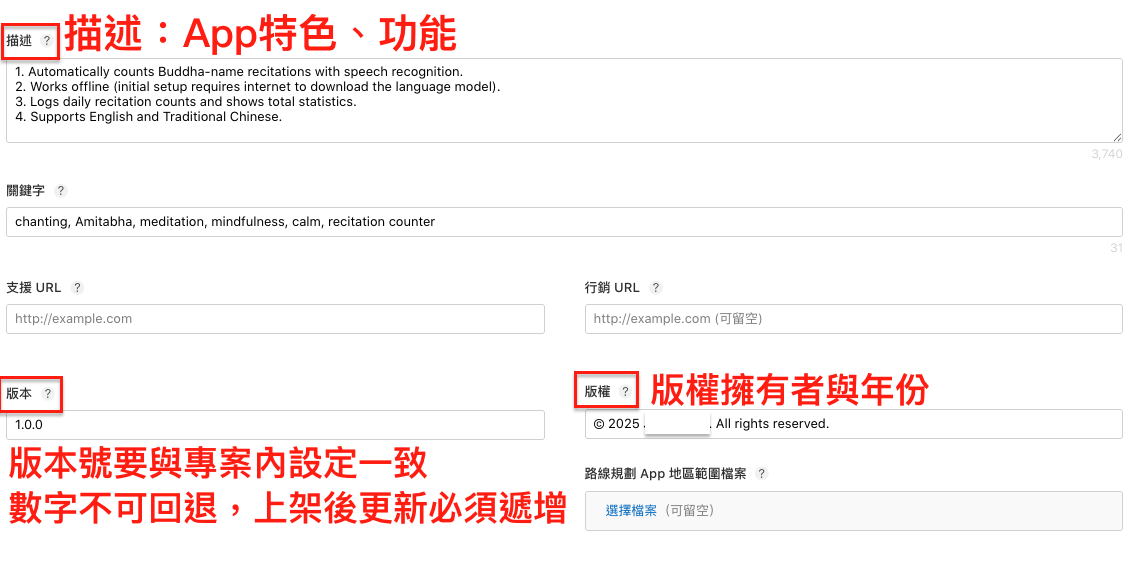 描述 ? 描述：App特色、功能
1. Automatically counts Buddha-name recitations with speech recognition.
2. Works offline (initial setup requires internet to download the language model).
3. Logs daily recitation counts and shows total statistics.
4. Supports English and Traditional Chinese.
3,740
關鍵字 ?
chanting, Amitabha, meditation, mindfulness, calm, recitation counter
31
支援 URL ?
http://example.com
行銷 URL ?
http://example.com (可留空)
版本 ?
1.0.0
版本號要與專案內設定一致
數字不可回退，上架後更新必須遞增
版權 ? 版權擁有者與年份
© 2025 . All rights reserved.
路線規劃 App 地區範圍檔案 ?
選擇檔案 (可留空)